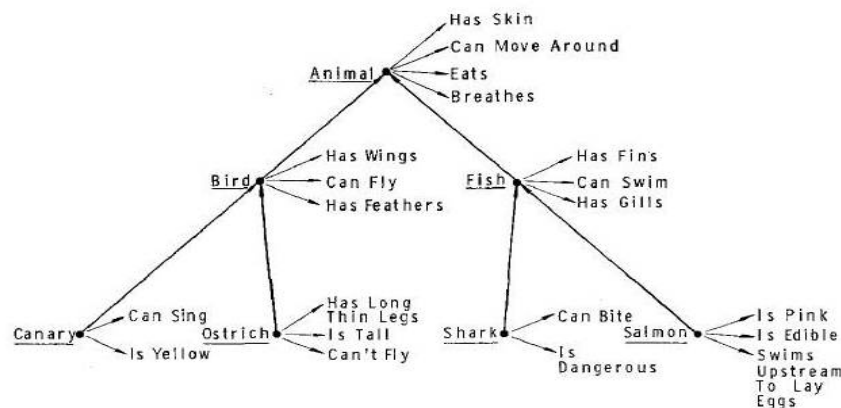 Has Skin
Can Move Around
Animal
Eats
Breathes
Has Wings
Bird
Can Fly
Has Feathers
Has Fins
Fish
Can Swim
Has Gills
Canary
Can Sing
Is Yellow
Ostrich
Has Long
Thin Legs
Is Tall
Can't Fly
Shark
Can Bite
Is
Dangerous
Salmon
Is Pink
Is Edible
Swims
Upstream
To Lay
Eggs